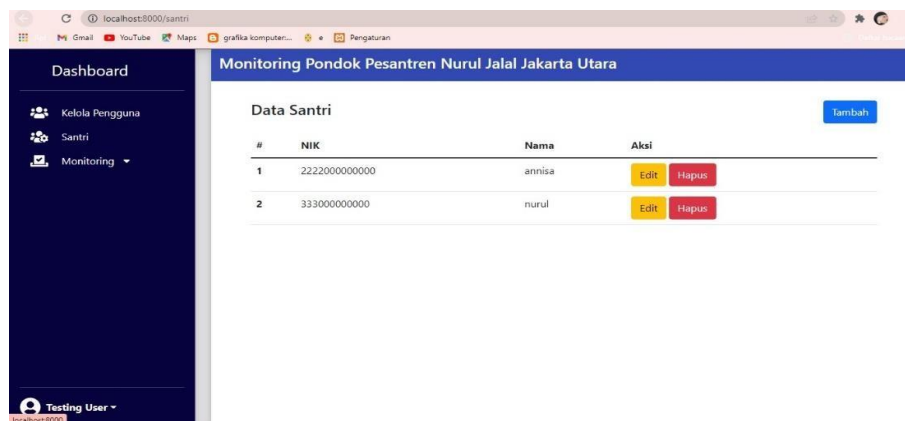 localhost:8000/santri
Gmail YouTube Maps grafika komputer:... e Pengaturan
Dashboard
Monitoring Pondok Pesantren Nurul Jalal Jakarta Utara
Kelola Pengguna
Santri
Monitoring
Data Santri
Tambah
# NIK Nama Aksi
1 2222000000000 annisa Edit Hapus
2 333000000000 nurul Edit Hapus
Testing User
localhost:8000